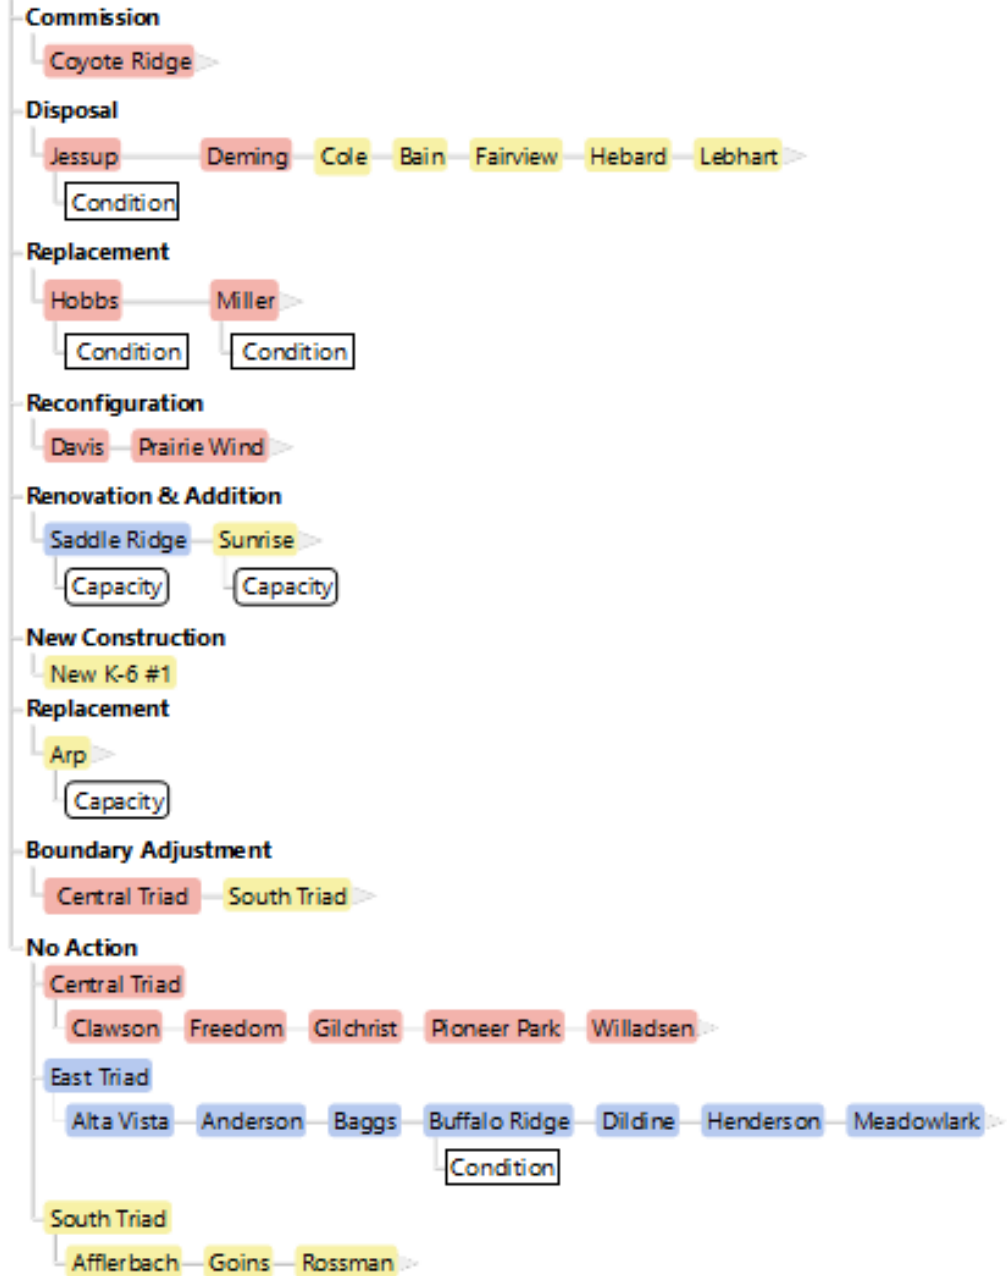 Commission
Coyote Ridge
Disposal
Jessup Deming Cole Bain Fairview Hebard Lebhart
Condition
Replacement
Hobbs Miller
Condition Condition
Reconfiguration
Davis Prairie Wind
Renovation & Addition
Saddle Ridge Sunrise
Capacity Capacity
New Construction
New K-6 #1
Replacement
Arp
Capacity
Boundary Adjustment
Central Triad South Triad
No Action
Central Triad
Clawson Freedom Gilchrist Pioneer Park Willadsen
East Triad
Alta Vista Anderson Baggs Buffalo Ridge Dildine Henderson Meadowlark
Condition
South Triad
Afflerbach Goins Rossman